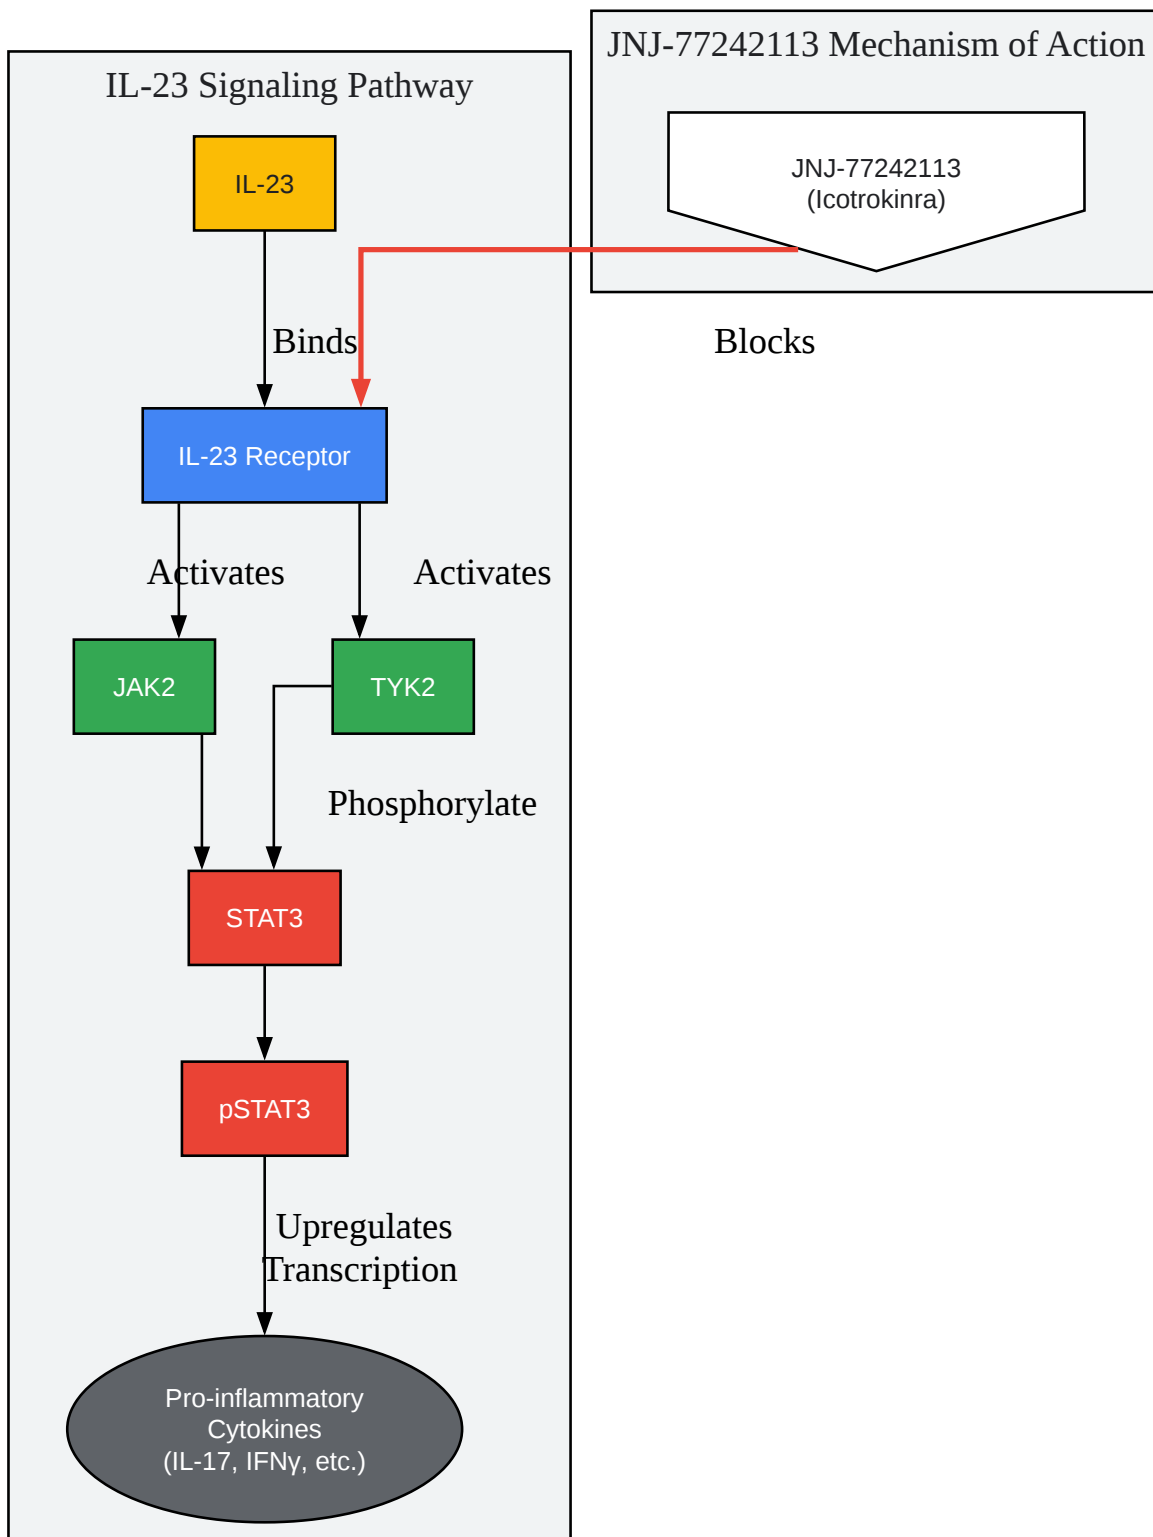 JNJ-77242113 Mechanism of Action
IL-23 Signaling Pathway
JNJ-77242113
(Icotrokinra)
IL-23
Binds
Blocks
IL-23 Receptor
Activates
Activates
JAK2
TYK2
Phosphorylate
STAT3
pSTAT3
Upregulates
Transcription
Pro-inflammatory
Cytokines
(IL-17, IFNγ, etc.)